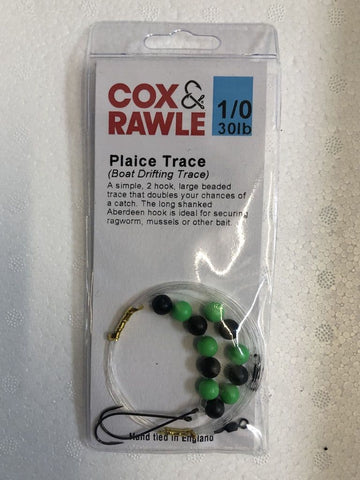 COX & RAWLE
1/0
30lb
Plaice Trace
(Boat Drifting Trace)
A simple, 2 hook, large beaded
trace that doubles your chances of
a catch. The long shanked
Aberdeen hook is ideal for securing
ragworm, mussels or other bait.
Hand tied in England